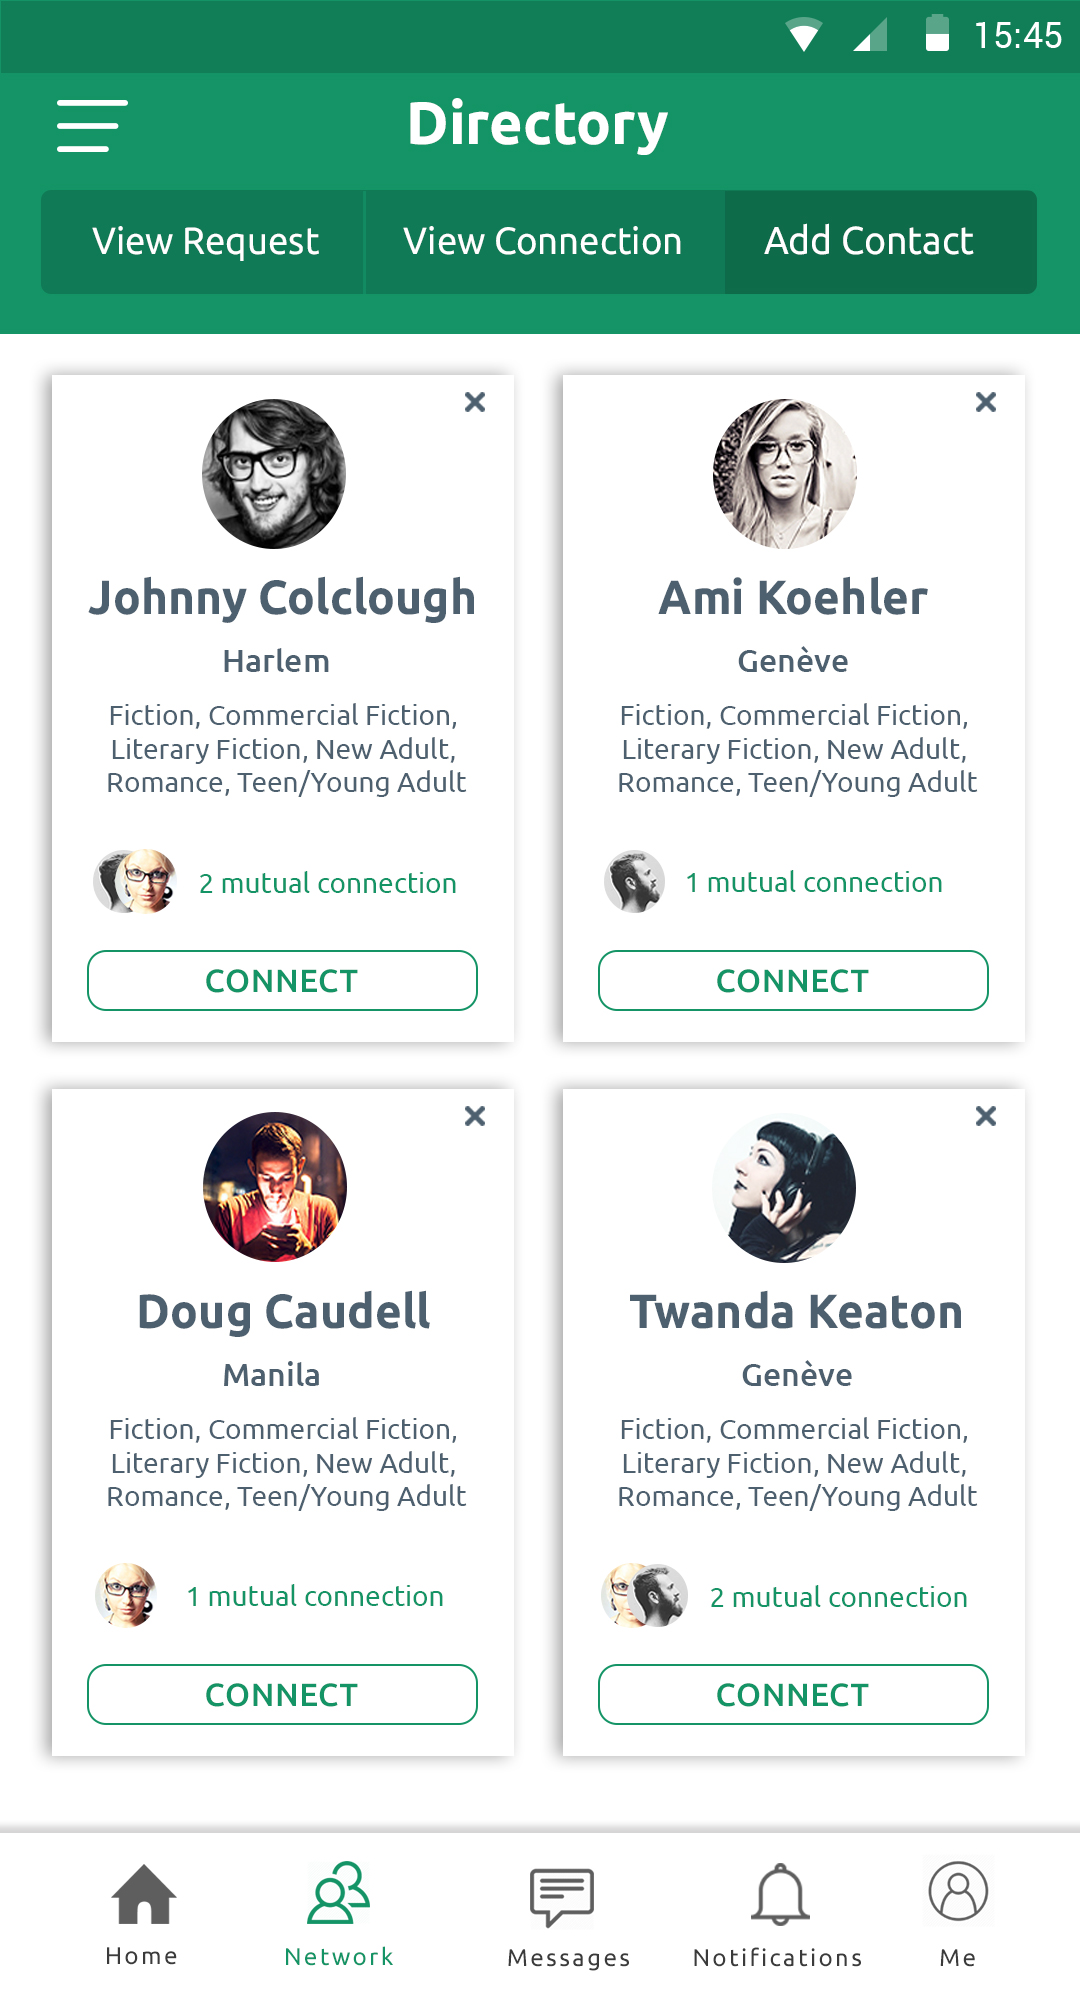 15:45
Directory
View Request
View Connection
Add Contact
Johnny Colclough
Harlem
Fiction, Commercial Fiction,
Literary Fiction, New Adult,
Romance, Teen/Young Adult
2 mutual connection
CONNECT
Ami Koehler
Genève
Fiction, Commercial Fiction,
Literary Fiction, New Adult,
Romance, Teen/Young Adult
1 mutual connection
CONNECT
Doug Caudell
Manila
Fiction, Commercial Fiction,
Literary Fiction, New Adult,
Romance, Teen/Young Adult
1 mutual connection
CONNECT
Twanda Keaton
Genève
Fiction, Commercial Fiction,
Literary Fiction, New Adult,
Romance, Teen/Young Adult
2 mutual connection
CONNECT
Home
Network
Messages
Notifications
Me